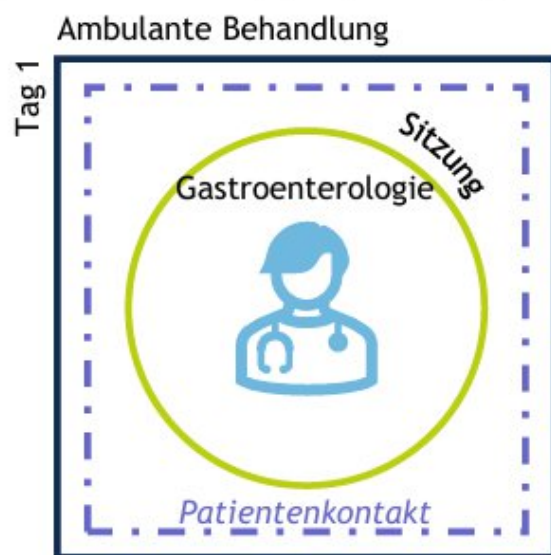 Ambulante Behandlung
Tag 1
Sitzung
Gastroenterologie
Patientenkontakt